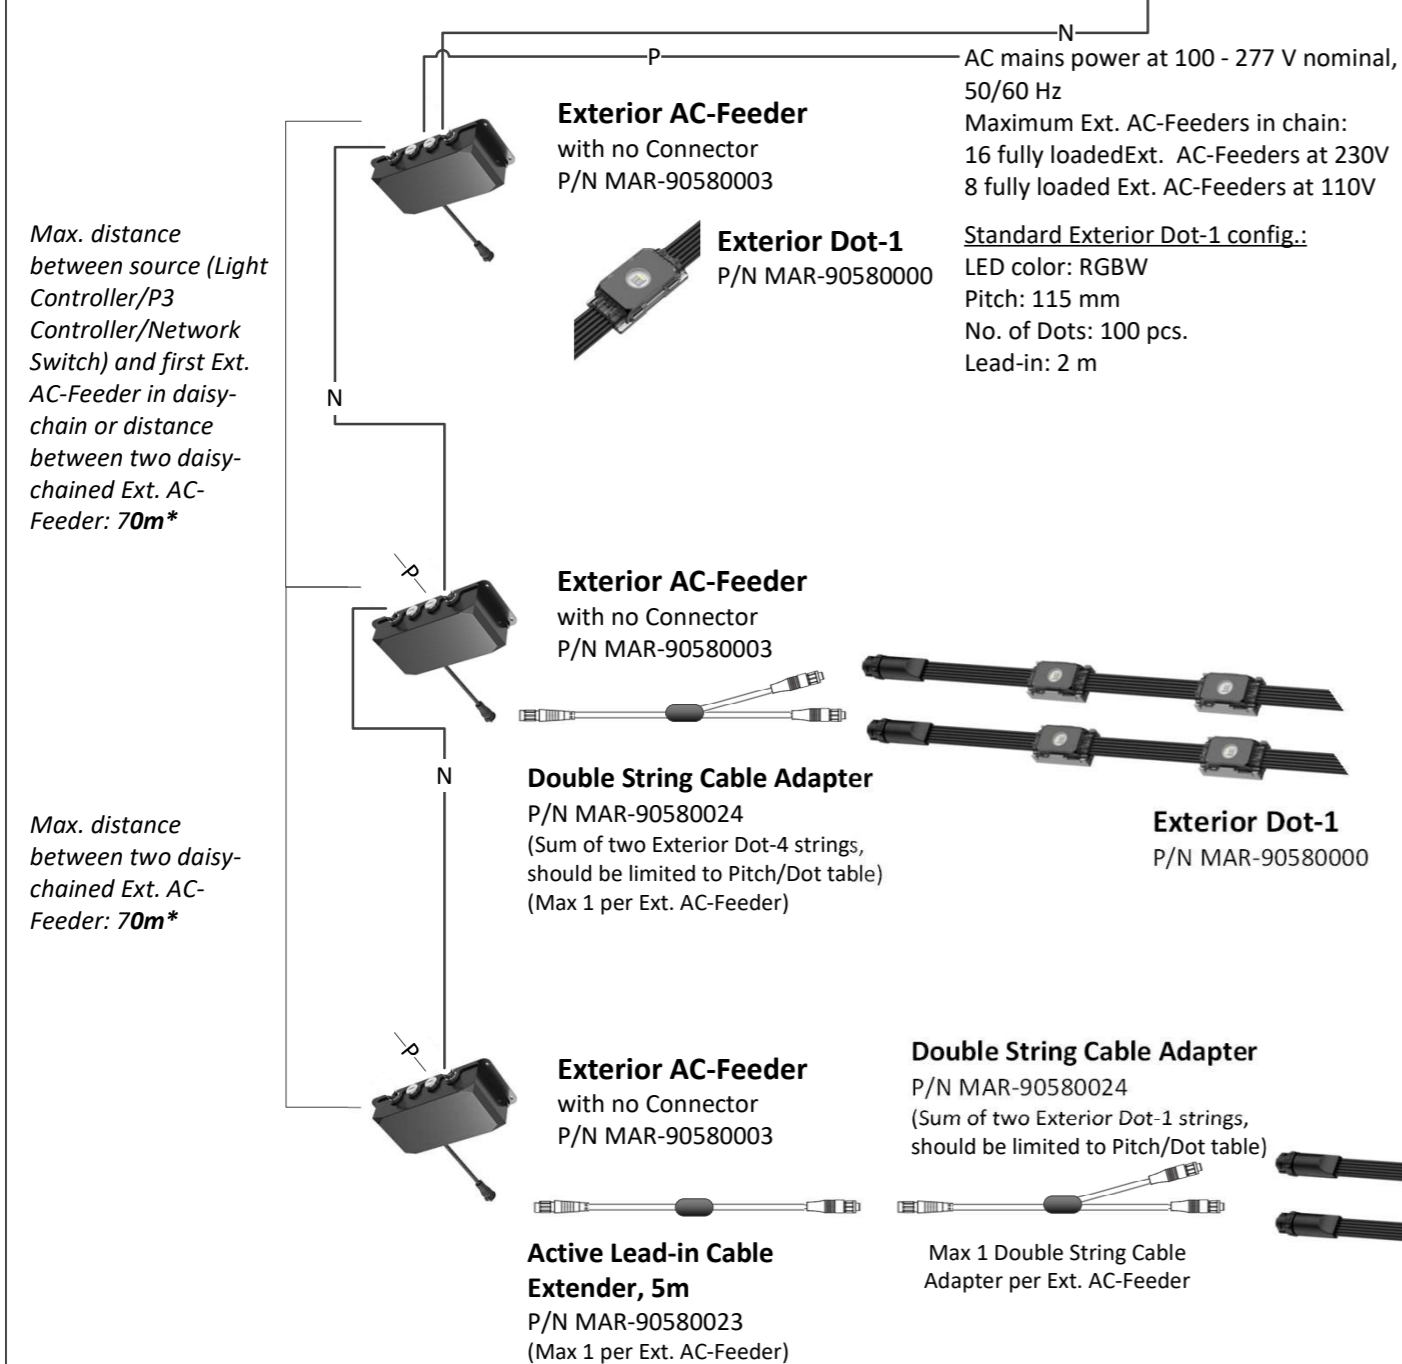 N
P
AC mains power at 100 - 277 V nominal,
50/60 Hz
Maximum Ext. AC-Feeders in chain:
16 fully loadedExt. AC-Feeders at 230V
8 fully loaded Ext. AC-Feeders at 110V
Exterior AC-Feeder
with no Connector
P/N MAR-90580003
Exterior Dot-1
P/N MAR-90580000
Standard Exterior Dot-1 config.:
LED color: RGBW
Pitch: 115 mm
No. of Dots: 100 pcs.
Lead-in: 2 m
Max. distance
between source (Light
Controller/P3
Controller/Network
Switch) and first Ext.
AC-Feeder in daisy-
chain or distance
between two daisy-
chained Ext. AC-
Feeder: 70m*
N
P
Exterior AC-Feeder
with no Connector
P/N MAR-90580003
N
Double String Cable Adapter
P/N MAR-90580024
(Sum of two Exterior Dot-4 strings,
should be limited to Pitch/Dot table)
(Max 1 per Ext. AC-Feeder)
Exterior Dot-1
P/N MAR-90580000
Max. distance
between two daisy-
chained Ext. AC-
Feeder: 70m*
P
Exterior AC-Feeder
with no Connector
P/N MAR-90580003
Double String Cable Adapter
P/N MAR-90580024
(Sum of two Exterior Dot-1 strings,
should be limited to Pitch/Dot table)
Active Lead-in Cable
Extender, 5m
P/N MAR-90580023
(Max 1 per Ext. AC-Feeder)
Max 1 Double String Cable
Adapter per Ext. AC-Feeder